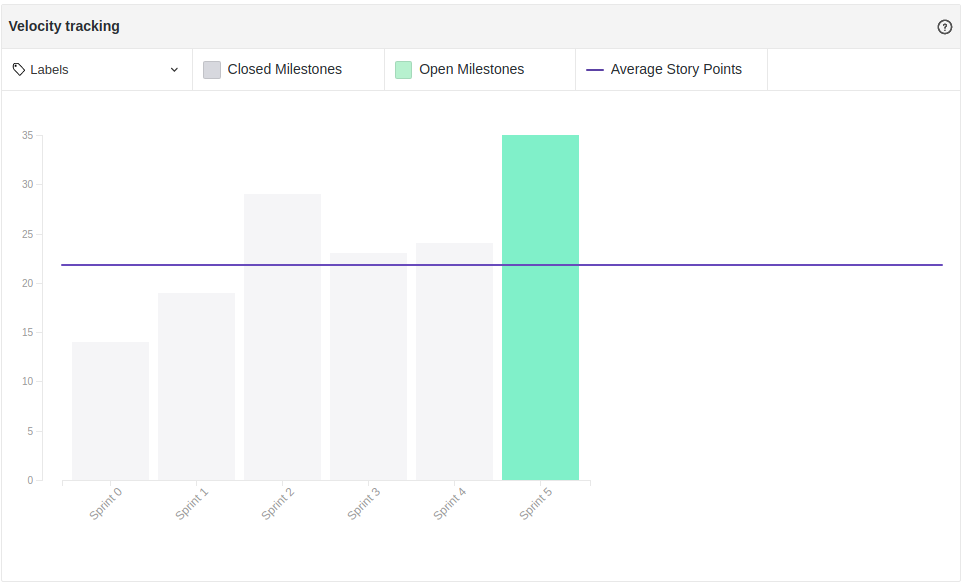 Velocity tracking
Labels
Closed Milestones
Open Milestones
Average Story Points
35
30
25
20
15
10
5
0
Sprint 0
Sprint 1
Sprint 2
Sprint 3
Sprint 4
Sprint 5